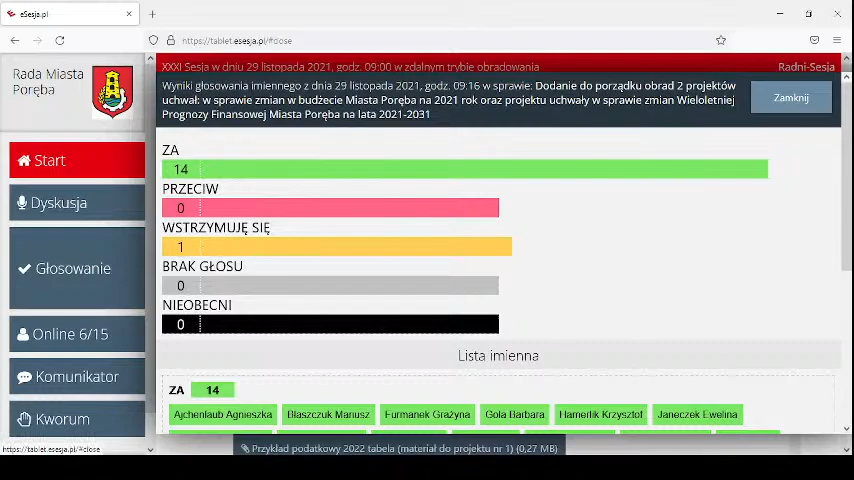 eSesja.pl
https://tablet.esesja.pl/#close
Rada Miasta
Poręba
XXXI Sesja w dniu 29 listopada 2021, godz. 09:00 w zdalnym trybie obradowania
Radni-Sesja
Wyniki głosowania imiennego z dnia 29 listopada 2021, godz. 09:16 w sprawie: Dodanie do porządku obrad 2 projektów
uchwał: w sprawie zmian w budżecie Miasta Poręba na 2021 rok oraz projektu uchwały w sprawie zmian Wieloletniej
Prognozy Finansowej Miasta Poręba na lata 2021-2031
Zamknij
Start
Dyskusja
Głosowanie
Online 6/15
Komunikator
Kworum
ZA
14
PRZECIW
0
WSTRZYMUJĘ SIĘ
1
BRAK GŁOSU
0
NIEOBECNI
0
Lista imienna
ZA 14
Ajchenlaub Agnieszka Błaszczuk Mariusz Furmanek Grażyna Gola Barbara Hamerlik Krzysztof Janeczek Ewelina
https://tablet.esesja.pl/#close
Przykład podatkowy 2022 tabela (materiał do projektu nr 1) (0,27 MB)